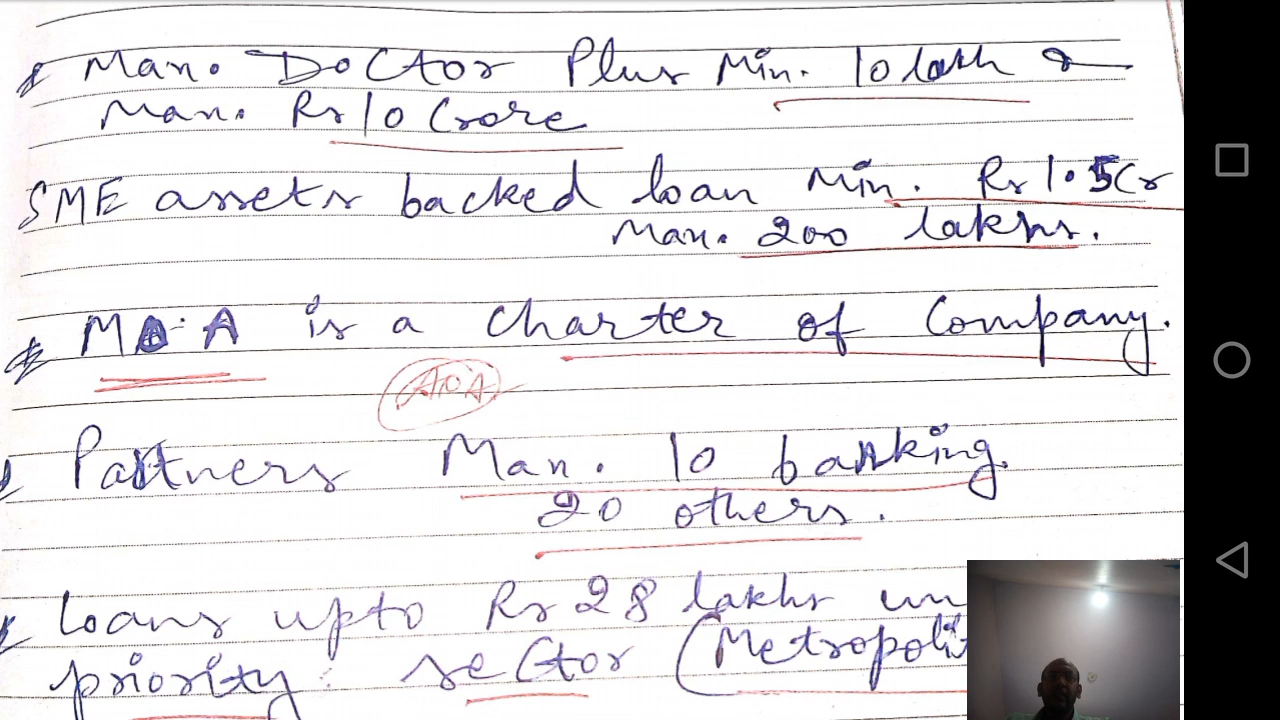 Max. Doctor Plus Min. 10 lakh &
Max. Rs 10 Crore
SME assets backed loan Min. Rs 1.5 Cr
Max. 200 lakhs.
MOA is a charter of Company.
AOA
Partners Max. 10 banking.
20 others.
Loans upto Rs 28 lakhs un
priority sector (Metropolit